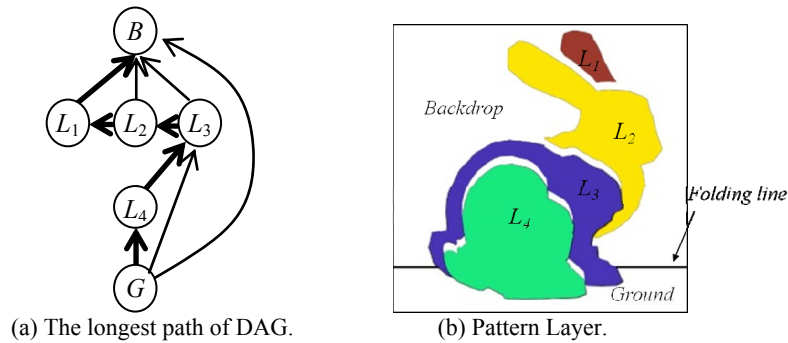 B
L1 L2 L3
L4
G
(a) The longest path of DAG.
L1
Backdrop
L2
L3
Folding line
L4
Ground
(b) Pattern Layer.